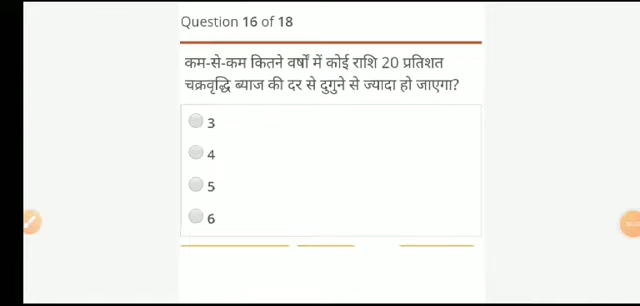 Question 16 of 18
कम-से-कम कितने वर्षों में कोई राशि 20 प्रतिशत
चक्रवृद्धि ब्याज की दर से दुगुने से ज्यादा हो जाएगा?
3
4
5
6